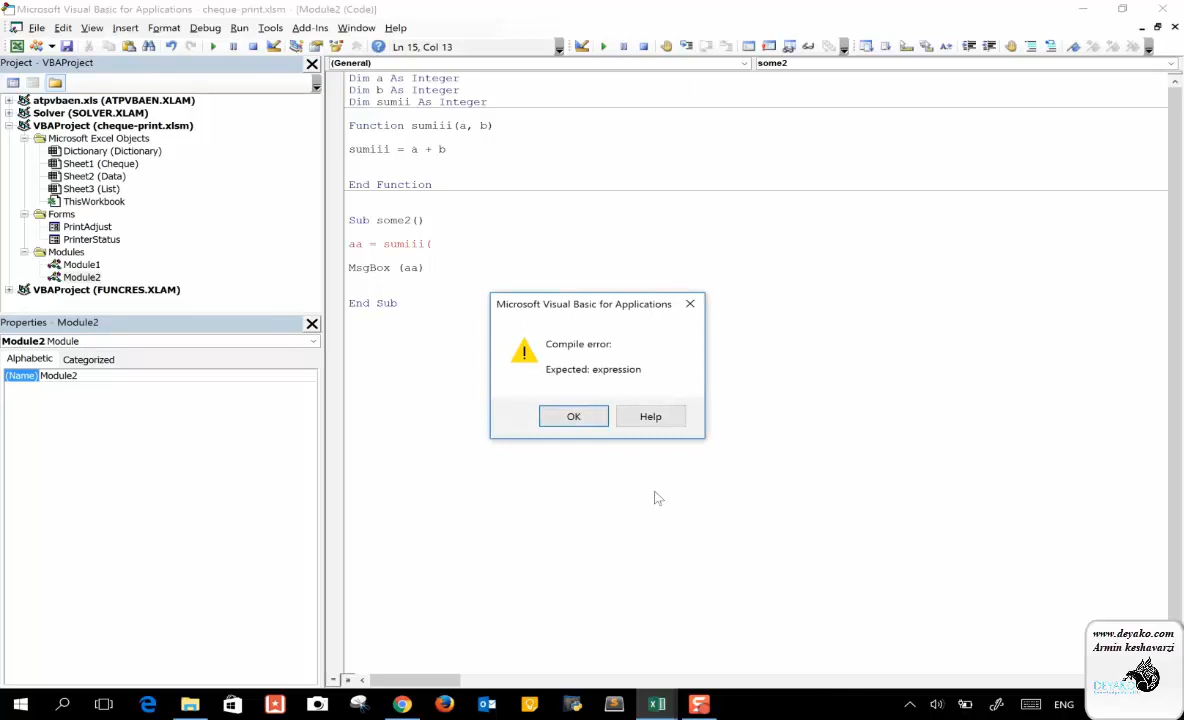 Microsoft Visual Basic for Applications - cheque-print.xlsm - [Module2 (Code)]
File Edit View Insert Format Debug Run Tools Add-Ins Window Help
Ln 15, Col 13
Project - VBAProject
(General)
some2
atpvbaen.xls (ATPVBAEN.XLAM)
Solver (SOLVER.XLAM)
VBAProject (cheque-print.xlsm)
Microsoft Excel Objects
Dictionary (Dictionary)
Sheet1 (Cheque)
Sheet2 (Data)
Sheet3 (List)
ThisWorkbook
Forms
PrintAdjust
PrinterStatus
Modules
Module1
Module2
VBAProject (FUNCRES.XLAM)
Properties - Module2
Module2 Module
Alphabetic Categorized
(Name) Module2
Dim a As Integer
Dim b As Integer
Dim sumii As Integer
Function sumiii(a, b)
sumiii = a + b
End Function
Sub some2()
aa = sumiii(
MsgBox (aa)
End Sub
Microsoft Visual Basic for Applications
Compile error:
Expected: expression
OK Help
www.deyako.com
Armin keshavarzi
DEYAKO
ENG